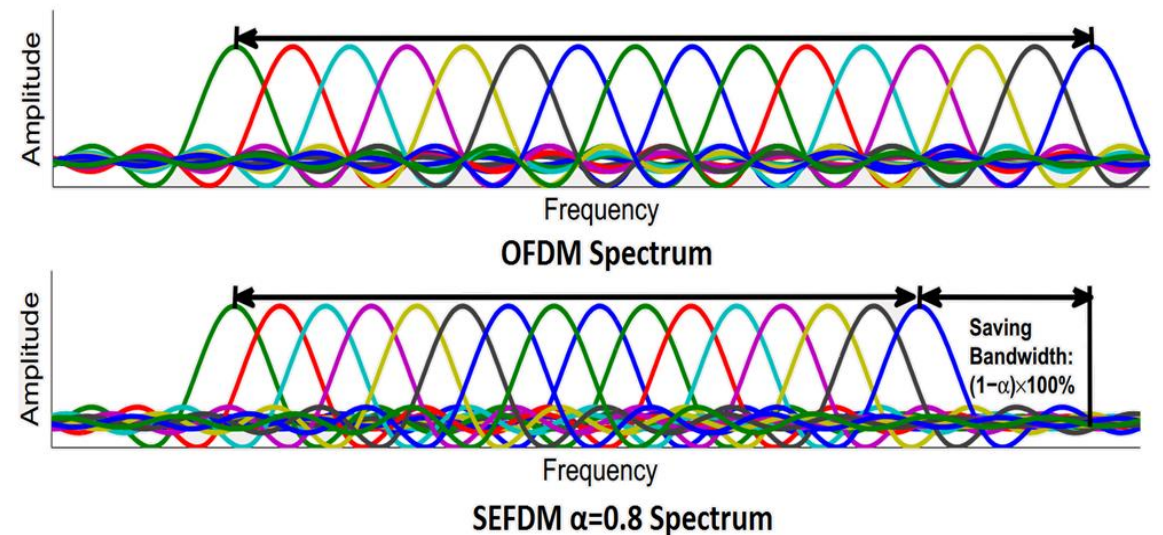 Amplitude
Frequency
OFDM Spectrum
Amplitude
Saving
Bandwidth:
(1−α)×100%
Frequency
SEFDM α=0.8 Spectrum